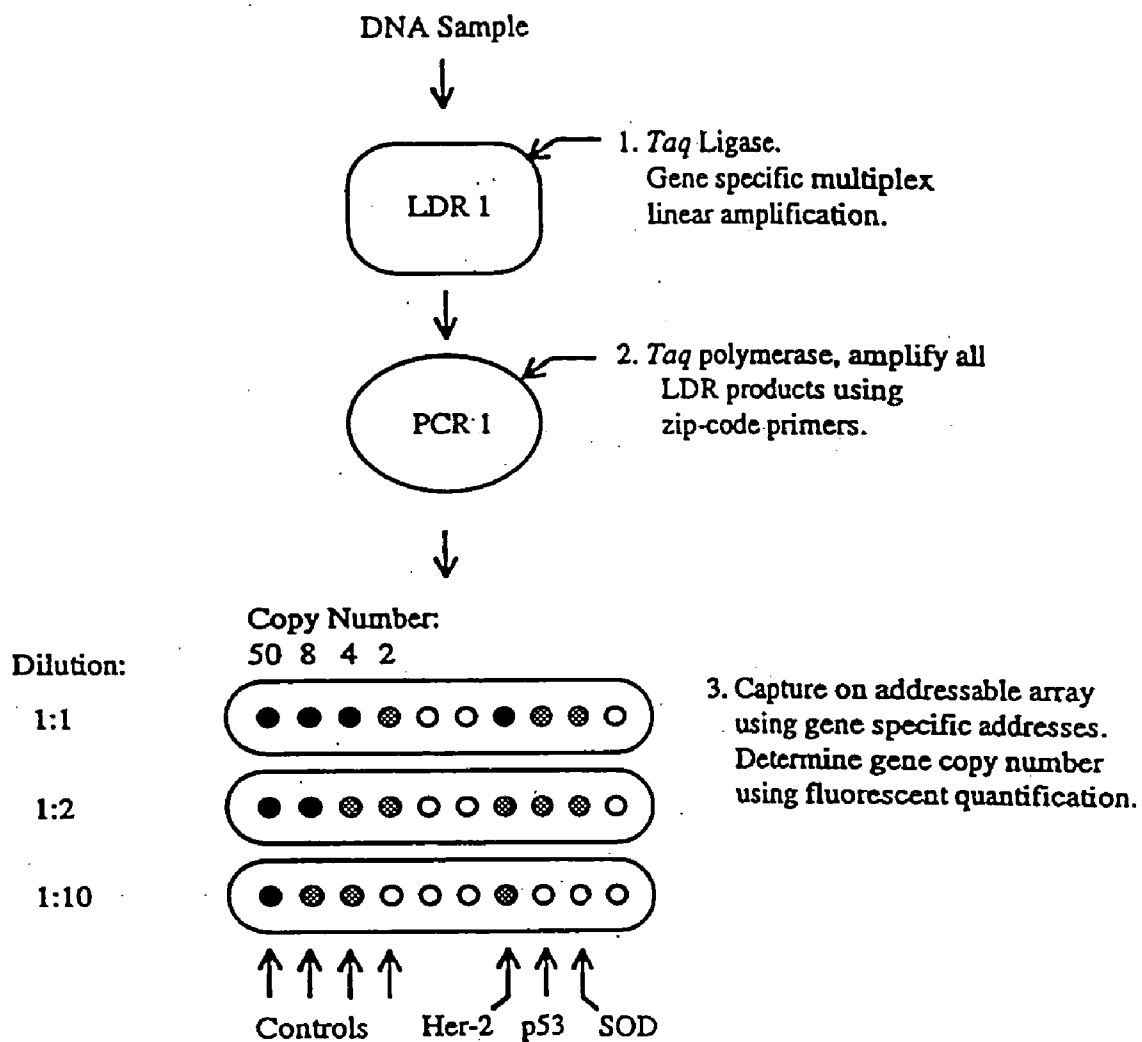 DNA Sample
LDR 1
1. Taq Ligase.
Gene specific multiplex
linear amplification.
PCR 1
2. Taq polymerase, amplify all
LDR products using
zip-code primers.
Copy Number:
50 8 4 2
Dilution:
1:1
1:2
1:10
3. Capture on addressable array
using gene specific addresses.
Determine gene copy number
using fluorescent quantification.
Controls Her-2 p53 SOD